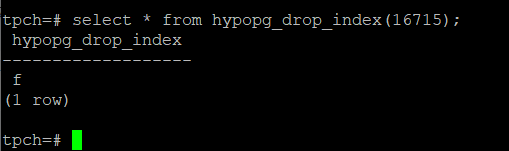 tpch=# select * from hypopg_drop_index(16715);
 hypopg_drop_index
-------------------
 f
(1 row)
tpch=#